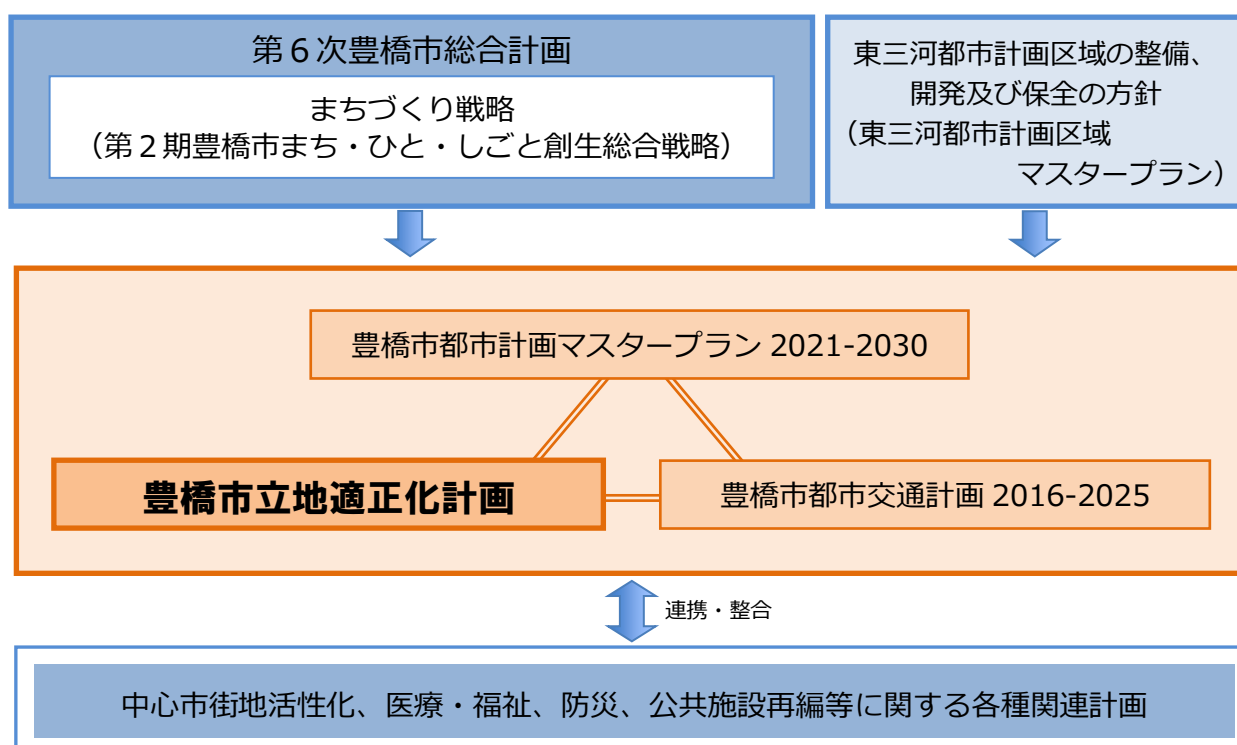 第6次豊橋市総合計画
まちづくり戦略
（第2期豊橋市まち・ひと・しごと創生総合戦略）
東三河都市計画区域の整備、
開発及び保全の方針
（東三河都市計画区域
マスタープラン）
豊橋市都市計画マスタープラン 2021-2030
豊橋市立地適正化計画
豊橋市都市交通計画 2016-2025
連携・整合
中心市街地活性化、医療・福祉、防災、公共施設再編等に関する各種関連計画